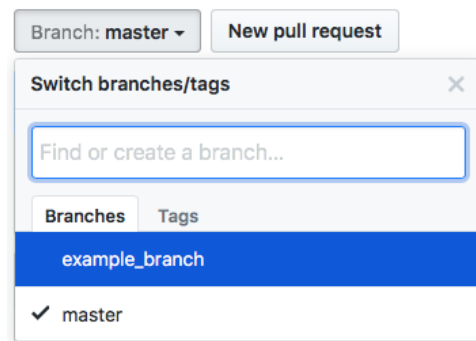 Branch: master New pull request
Switch branches/tags
Find or create a branch...
Branches Tags
example_branch
master